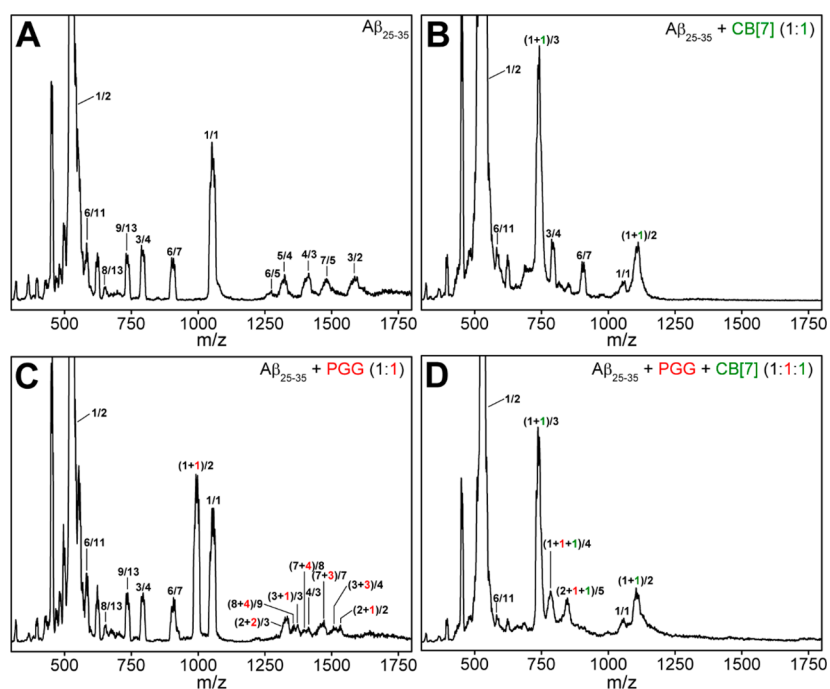 A
Aβ25-35
1/2
1/1
6/11
9/13
3/4
8/13
6/7
6/5
5/4
4/3
7/5
3/2
500 750 1000 1250 1500 1750
m/z
B
Aβ25-35 + CB[7] (1:1)
(1+1)/3
1/2
6/11
3/4
6/7
(1+1)/2
1/1
500 750 1000 1250 1500 1750
m/z
C
Aβ25-35 + PGG (1:1)
1/2
(1+1)/2
1/1
6/11
9/13
3/4
8/13
6/7
(7+4)/8
(7+3)/7
(3+1)/3
4/3
(3+3)/4
(8+4)/9
(2+2)/3
(2+1)/2
500 750 1000 1250 1500 1750
m/z
D
Aβ25-35 + PGG + CB[7] (1:1:1)
1/2
(1+1)/3
(1+1+1)/4
(2+1+1)/5
(1+1)/2
6/11
1/1
500 750 1000 1250 1500 1750
m/z